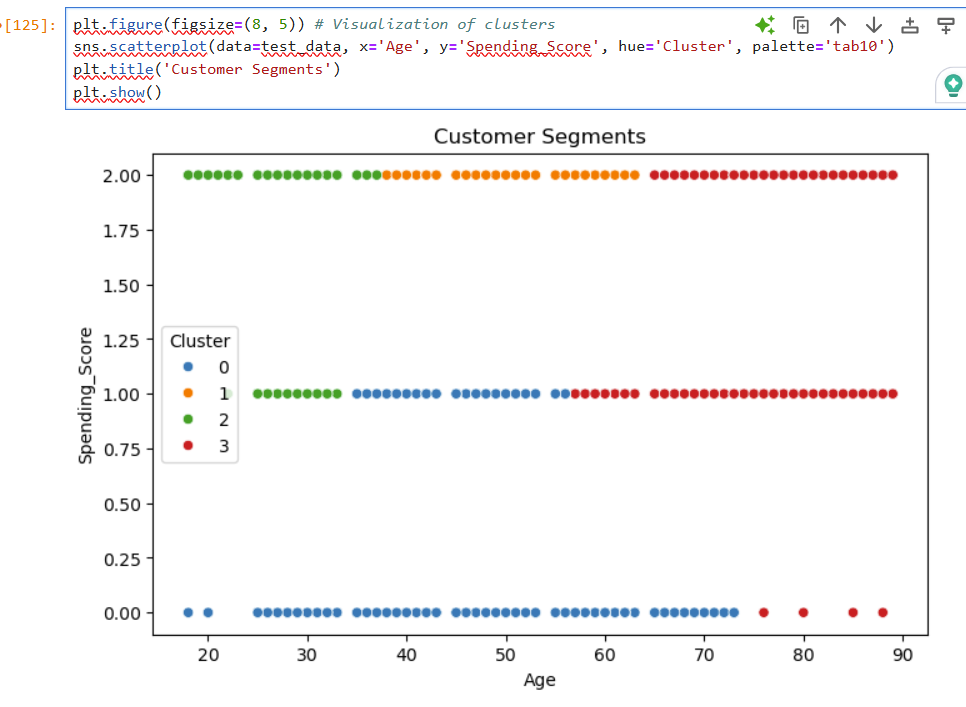 [125]:
plt.figure(figsize=(8, 5)) # Visualization of clusters
sns.scatterplot(data=test_data, x='Age', y='Spending_Score', hue='Cluster', palette='tab10')
plt.title('Customer Segments')
plt.show()
Customer Segments
2.00
1.75
1.50
1.25
1.00
0.75
0.50
0.25
0.00
Spending_Score
Cluster
0
1
2
3
20 30 40 50 60 70 80 90
Age